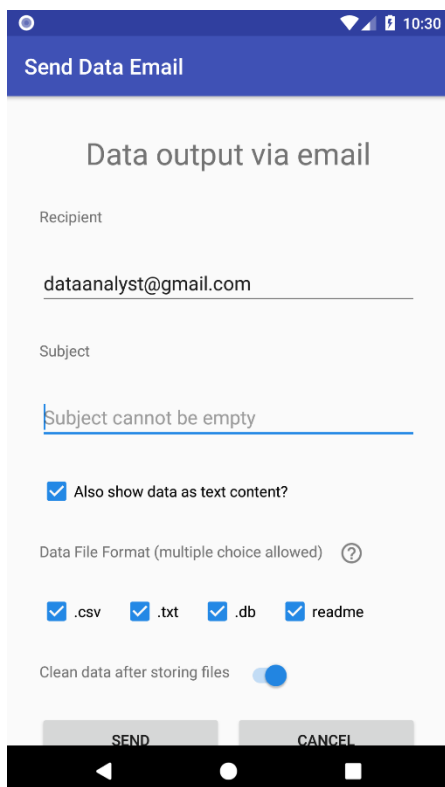 10:30
Send Data Email
Data output via email
Recipient
dataanalyst@gmail.com
Subject
Subject cannot be empty
Also show data as text content?
Data File Format (multiple choice allowed) ?
.csv .txt .db readme
Clean data after storing files
SEND CANCEL